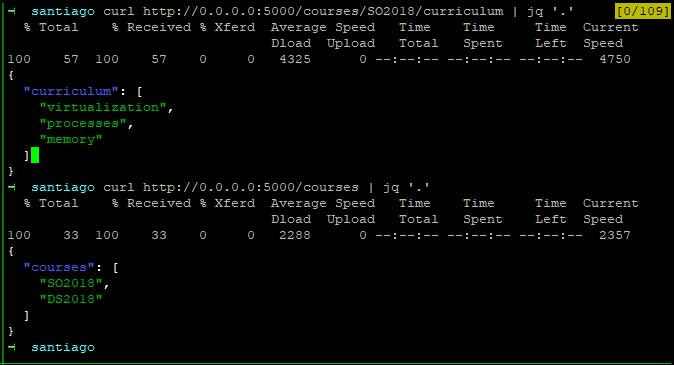 → santiago curl http://0.0.0.0:5000/courses/SO2018/curriculum | jq '.' [0/109]
% Total % Received % Xferd Average Speed Time Time Time Current
Dload Upload Total Spent Left Speed
100 57 100 57 0 0 4325 0 --:--:-- --:--:-- --:--:-- 4750
{
"curriculum": [
"virtualization",
"processes",
"memory"
]
}
→ santiago curl http://0.0.0.0:5000/courses | jq '.'
% Total % Received % Xferd Average Speed Time Time Time Current
Dload Upload Total Spent Left Speed
100 33 100 33 0 0 2288 0 --:--:-- --:--:-- --:--:-- 2357
{
"courses": [
"SO2018",
"DS2018"
]
}
→ santiago